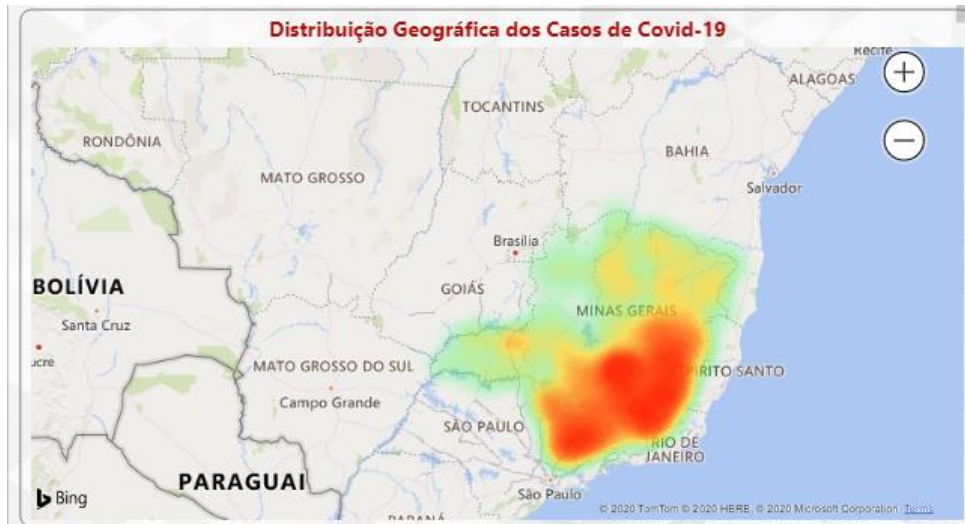 Distribuição Geográfica dos Casos de Covid-19
Recife
ALAGOAS
TOCANTINS
RONDÔNIA
BAHIA
MATO GROSSO
Salvador
Brasília
BOLÍVIA
GOIÁS
Santa Cruz
MINAS GERAIS
ucre
MATO GROSSO DO SUL
ESPÍRITO SANTO
Campo Grande
SÃO PAULO
RIO DE
JANEIRO
PARAGUAI
São Paulo
Bing
PARANÁ
© 2020 TomTom © 2020 HERE, © 2020 Microsoft Corporation Terms